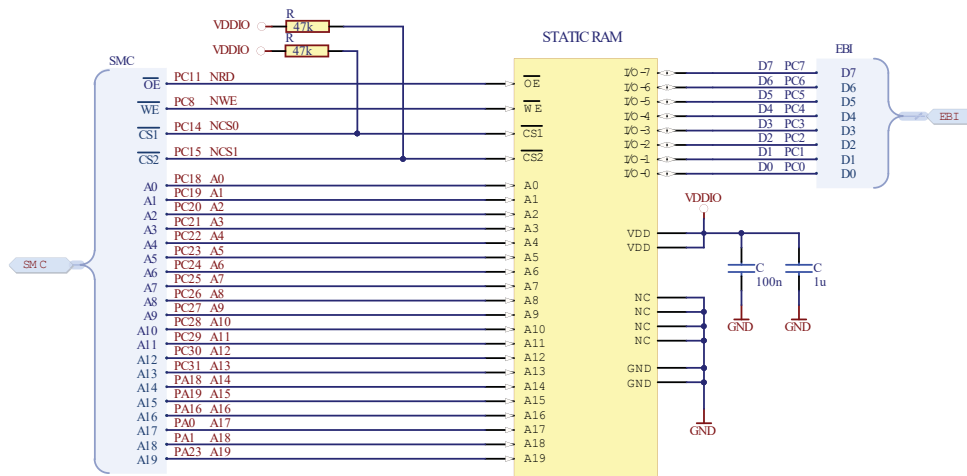 R
VDDIO 47k
R
VDDIO 47k
STATIC RAM
SMC EBI
OE PC11 NRD OE I/O-7 D7 PC7 D7
WE PC8 NWE WE I/O-6 D6 PC6 D6
CS1 PC14 NCS0 CS1 I/O-5 D5 PC5 D5
CS2 PC15 NCS1 CS2 I/O-4 D4 PC4 D4
I/O-3 D3 PC3 D3
I/O-2 D2 PC2 D2
I/O-1 D1 PC1 D1
I/O-0 D0 PC0 D0
EBI
A0 PC18 A0 A0
A1 PC19 A1 A1
A2 PC20 A2 A2
A3 PC21 A3 A3
A4 PC22 A4 A4
A5 PC23 A5 A5
A6 PC24 A6 A6
A7 PC25 A7 A7
A8 PC26 A8 A8
A9 PC27 A9 A9
A10 PC28 A10 A10
A11 PC29 A11 A11
A12 PC30 A12 A12
A13 PC31 A13 A13
A14 PA18 A14 A14
A15 PA19 A15 A15
A16 PA16 A16 A16
A17 PA0 A17 A17
A18 PA1 A18 A18
A19 PA23 A19 A19
SMC
VDDIO
VDD
VDD
C C
100n 1u
GND GND
NC
NC
NC
NC
GND
GND
GND